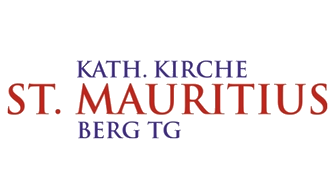 KATH. KIRCHE
ST. MAURITIUS
BERG TG